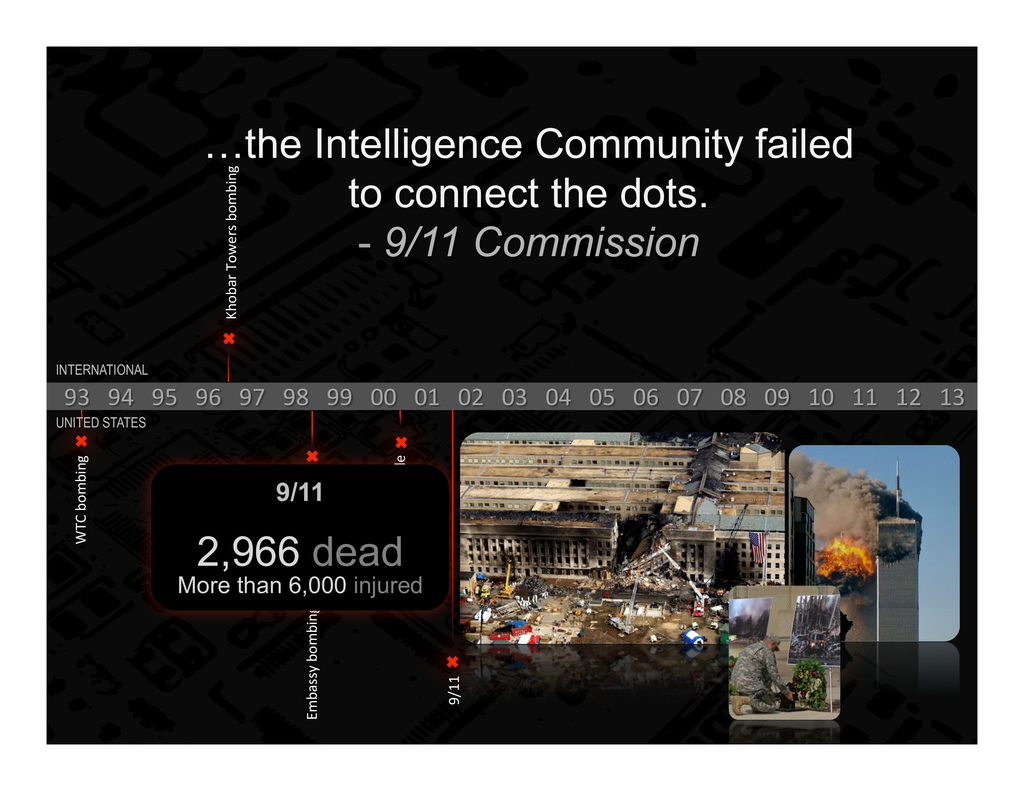 …the Intelligence Community failed
to connect the dots.
- 9/11 Commission
Khobar Towers bombing
INTERNATIONAL
93 94 95 96 97 98 99 00 01 02 03 04 05 06 07 08 09 10 11 12 13
UNITED STATES
WTC bombing
le
9/11
2,966 dead
More than 6,000 injured
Embassy bombing
9/11